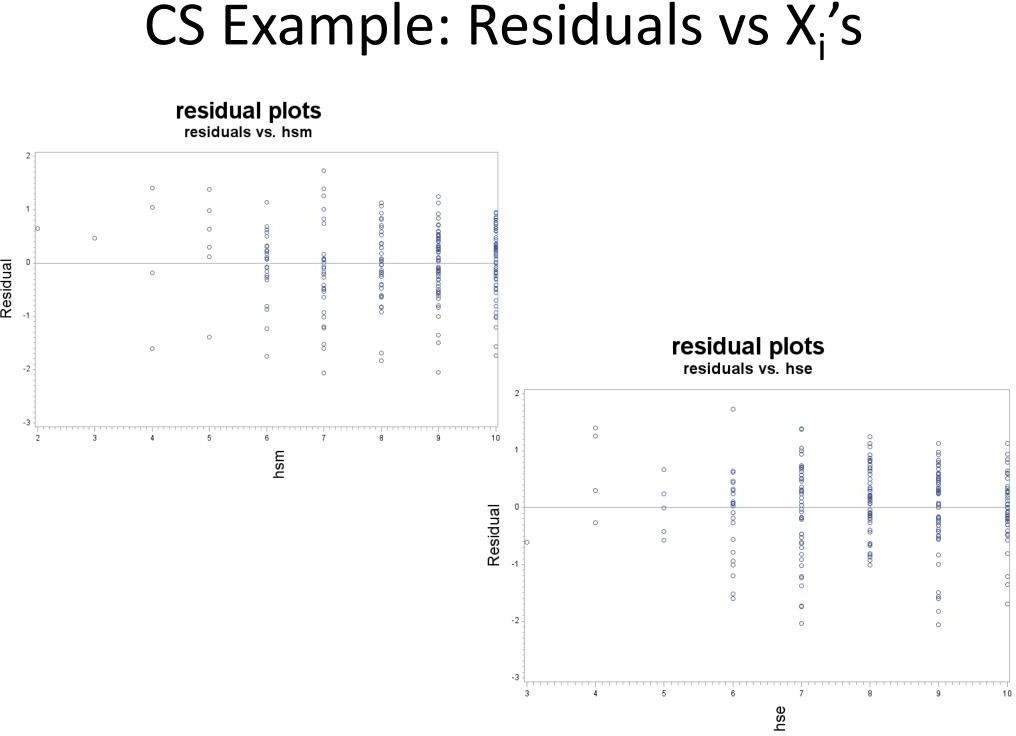 CS Example: Residuals vs Xi's
residual plots
residuals vs. hsm
2
1
0
-1
-2
-3
Residual
2 3 4 5 6 7 8 9 10
hsm
residual plots
residuals vs. hse
2
1
0
-1
-2
-3
Residual
3 4 5 6 7 8 9 10
hse